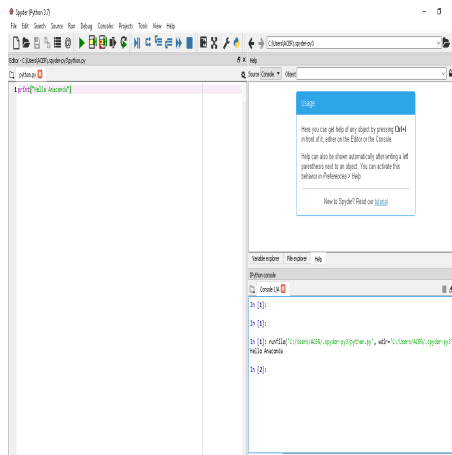 Spyder (Python 3.7)
File Edit Search Source Run Debug Consoles Projects Tools View Help
C:\Users\ACER\.spyder-py3
Editor - C:\Users\ACER\.spyder-py3\python.py
Help
python.py
Source Console Object
1 print("Hello Anaconda")
Usage
Here you can get help of any object by pressing Ctrl+I
in front of it, either on the Editor or the Console.
Help can also be shown automatically after writing a left
parenthesis next to an object. You can activate this
behavior in Preferences > Help.
New to Spyder? Read our tutorial
Variable explorer File explorer Help
IPython console
Console 1/A
In [1]:
In [1]:
In [1]: runfile('C:/Users/ACER/.spyder-py3/python.py', wdir='C:/Users/ACER/.spyder-py3'
Hello Anaconda
In [2]: